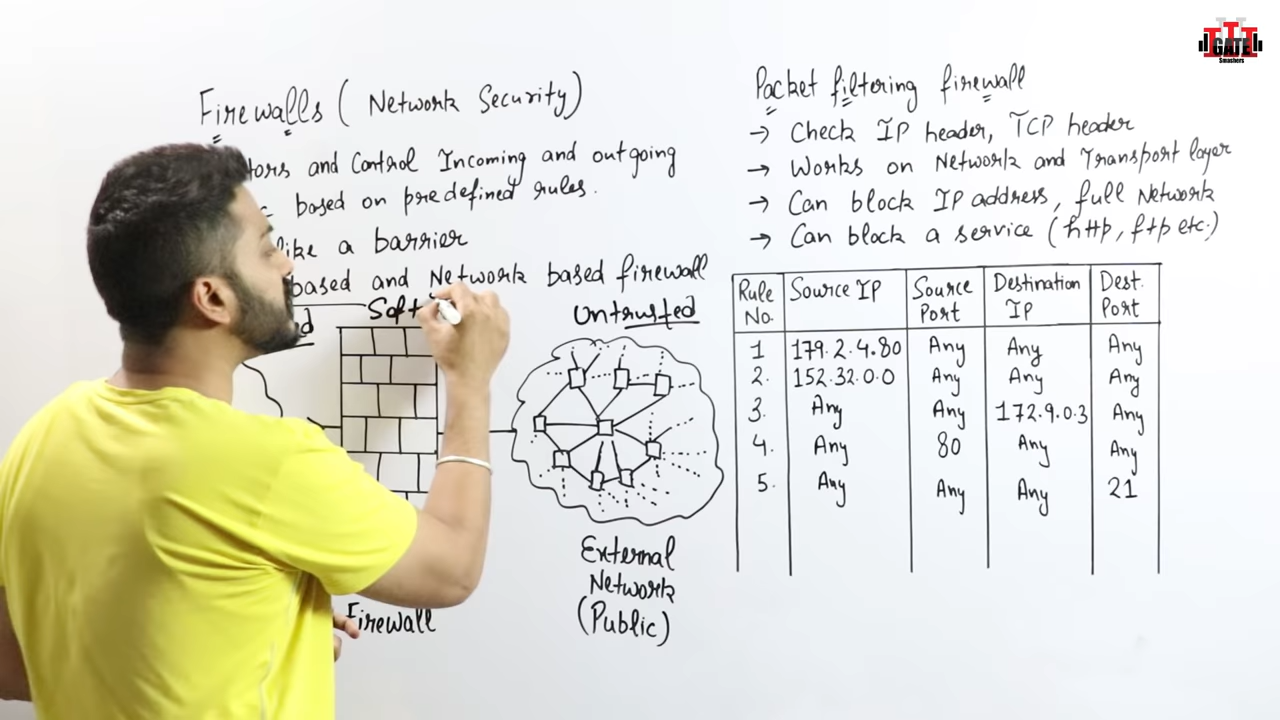 GATE
Smashers
Firewalls (Network Security)
tors and Control Incoming and outgoing
c based on predefined rules.
like a barrier
based and Network based firewall
Soft
Untrusted
External
Network
(Public)
Firewall
Packet filtering firewall
→ Check IP header, TCP header
→ Works on Network and Transport layer
→ Can block IP address, full Network
→ Can block a service (http, ftp etc.)
Rule No. Source IP Source Port Destination IP Dest. Port
1 179.2.4.80 Any Any Any
2. 152.32.0.0 Any Any Any
3. Any Any 172.9.0.3 Any
4. Any 80 Any Any
5. Any Any Any 21